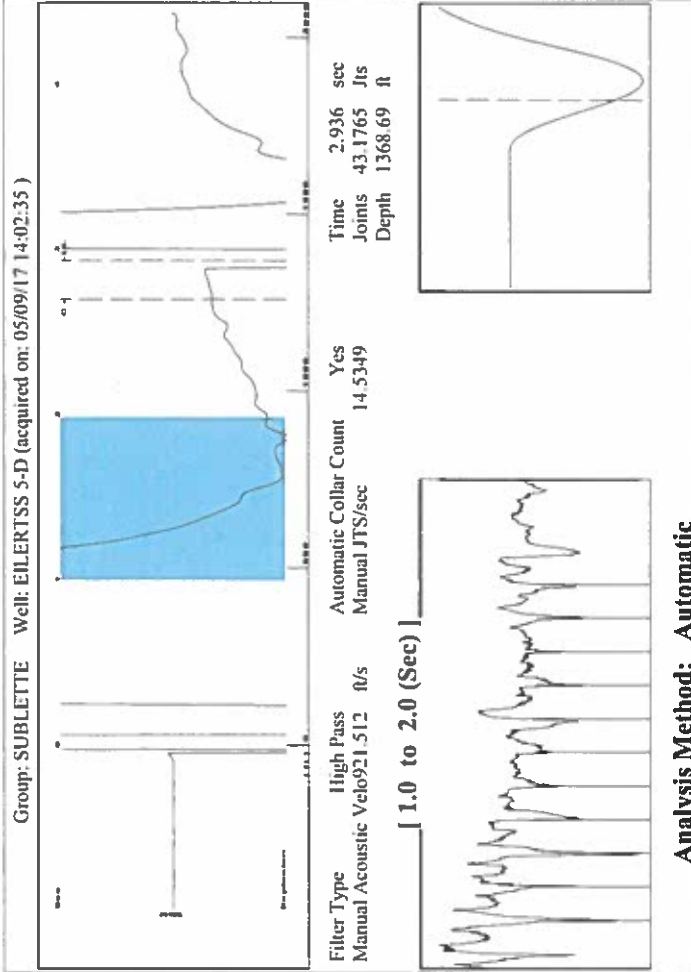 Group: SUBLETTE Well: EILERTSS 5-D (acquired on: 05/09/17 14:02:35 )
Filter Type High Pass Automatic Collar Count Yes Time 2.936 sec
Manual Acoustic Velo921.512 ft/s Manual JTS/sec 14.5349 Joints 43.1765 Jts
Depth 1368.69 ft
[ 1.0 to 2.0 (Sec) ]
Analysis Method: Automatic